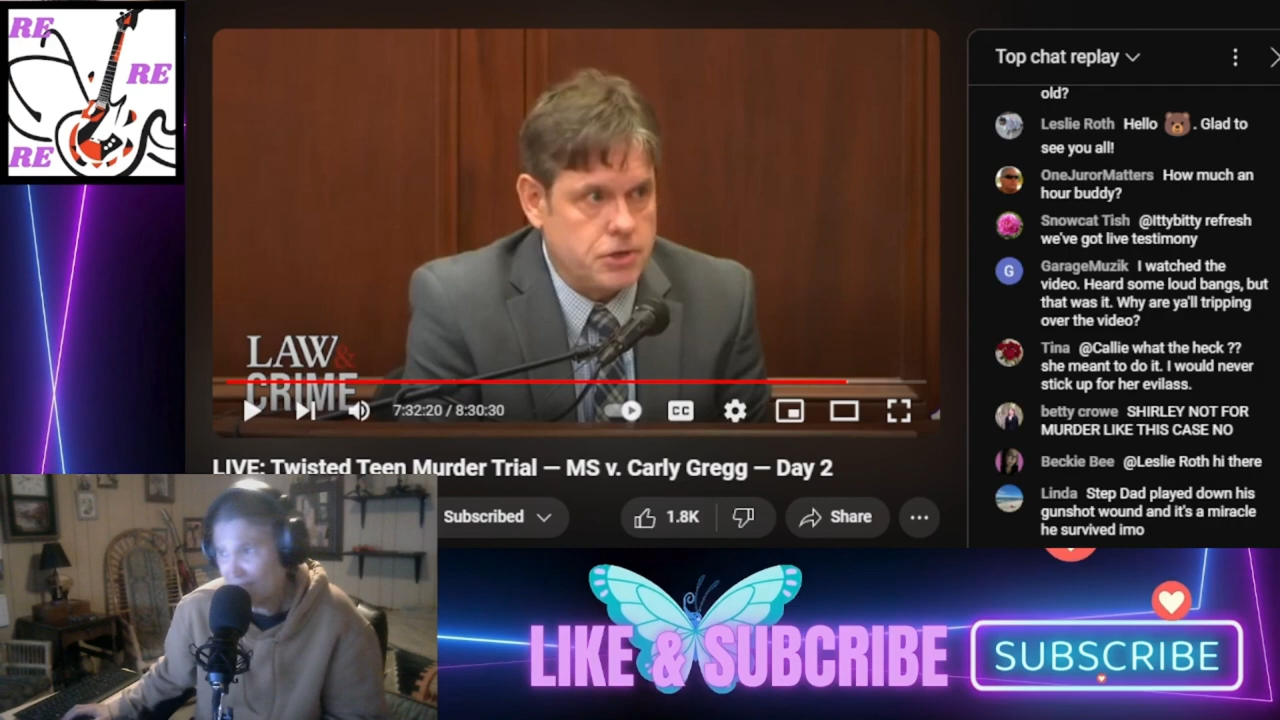 RE
RE
RE
LAW&
CRIME
7:32:20 / 8:30:30
CC
LIVE: Twisted Teen Murder Trial — MS v. Carly Gregg — Day 2
Subscribed
1.8K
Share
Top chat replay
old?
Leslie Roth Hello 🐻. Glad to
see you all!
OneJurorMatters How much an
hour buddy?
Snowcat Tish @Ittybitty refresh
we've got live testimony
G
GarageMuzik I watched the
video. Heard some loud bangs, but
that was it. Why are ya'll tripping
over the video?
Tina @Callie what the heck ??
she meant to do it. I would never
stick up for her evilass.
betty crowe SHIRLEY NOT FOR
MURDER LIKE THIS CASE NO
Beckie Bee @Leslie Roth hi there
Linda Step Dad played down his
gunshot wound and it's a miracle
he survived imo
LIKE & SUBCRIBE
SUBSCRIBE